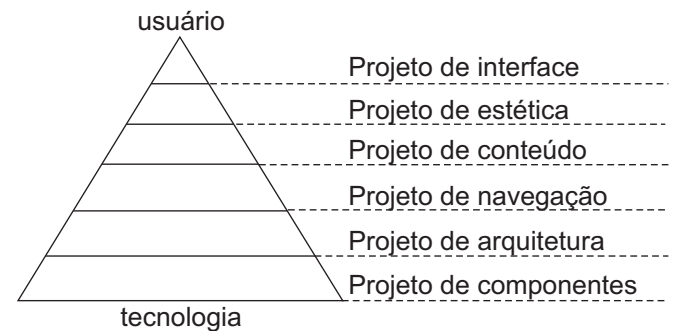 usuário
Projeto de interface
Projeto de estética
Projeto de conteúdo
Projeto de navegação
Projeto de arquitetura
Projeto de componentes
tecnologia